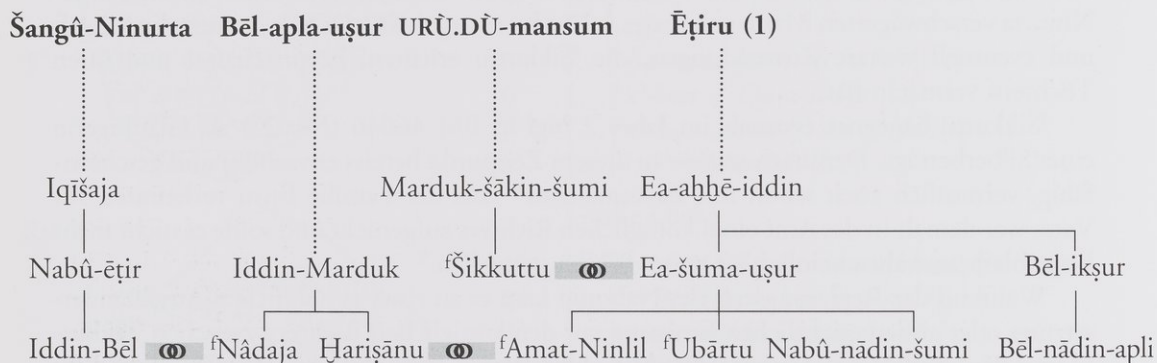 Šangû-Ninurta Bēl-apla-uṣur URÙ.DÙ-mansum Ēṭiru (1)
Iqīšaja Marduk-šākin-šumi Ea-aḫḫē-iddin
Nabû-ēṭir Iddin-Marduk ᶠŠikkuttu Ea-šuma-uṣur Bēl-ikṣur
Iddin-Bēl ᶠNâdaja Ḫariṣānu ᶠAmat-Ninlil ᶠUbārtu Nabû-nādin-šumi Bēl-nādin-apli